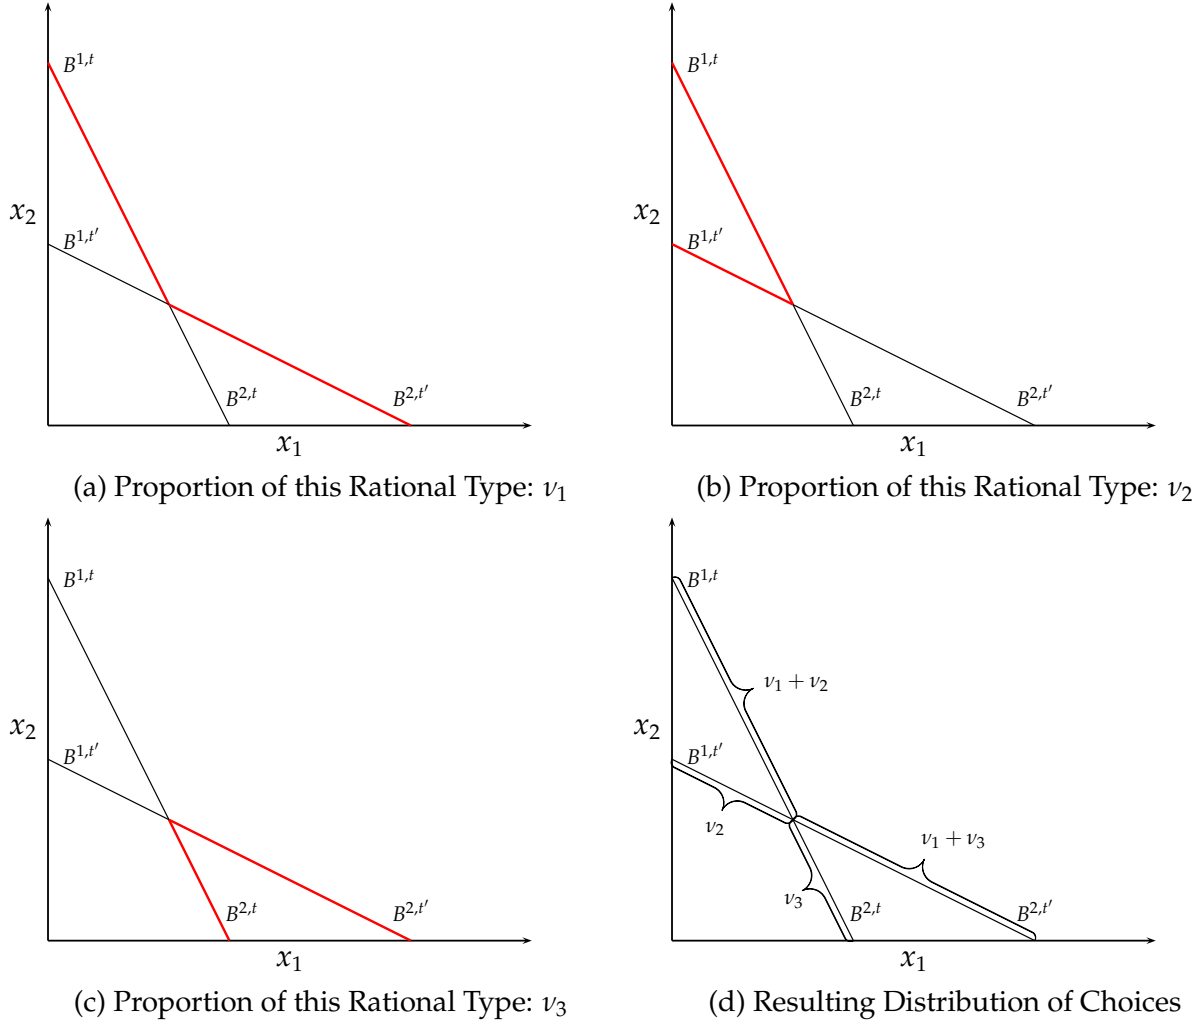 B^{1,t} B^{1,t}
x_2 B^{1,t'} x_2 B^{1,t'}
B^{2,t} B^{2,t'} B^{2,t} B^{2,t'}
x_1 x_1
(a) Proportion of this Rational Type: ν_1 (b) Proportion of this Rational Type: ν_2
B^{1,t} B^{1,t}
ν_1 + ν_2
x_2 B^{1,t'} x_2 B^{1,t'}
ν_2 ν_1 + ν_3
ν_3
B^{2,t} B^{2,t'} B^{2,t} B^{2,t'}
x_1 x_1
(c) Proportion of this Rational Type: ν_3 (d) Resulting Distribution of Choices